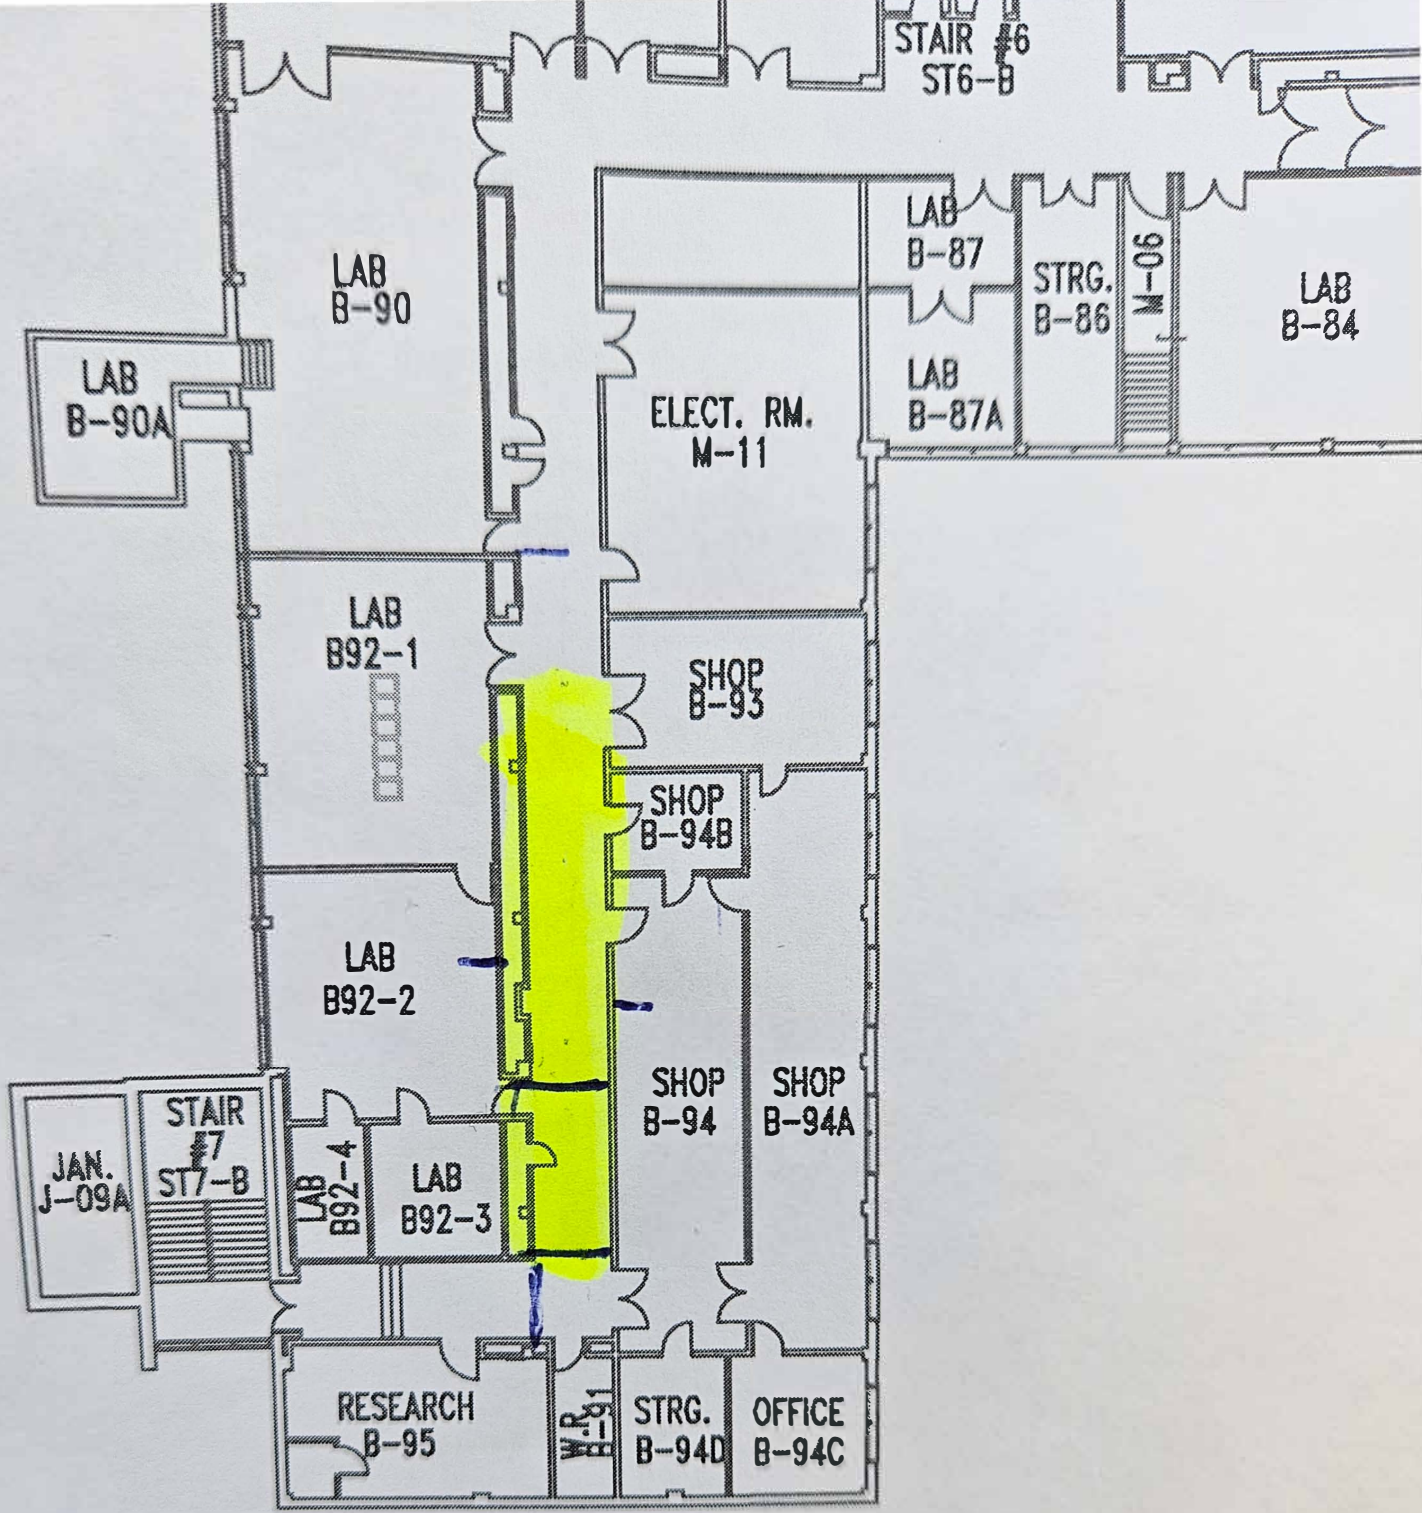 STAIR #6
ST6-B
LAB
B-87
STRG.
B-86
M-06
LAB
B-84
LAB
B-90
LAB
B-90A
LAB
B-87A
ELECT. RM.
M-11
LAB
B92-1
SHOP
B-93
SHOP
B-94B
LAB
B92-2
SHOP
B-94
SHOP
B-94A
STAIR
#7
ST7-B
JAN.
J-09A
LAB
B92-4
LAB
B92-3
RESEARCH
B-95
W.R.
B-91
STRG.
B-94D
OFFICE
B-94C